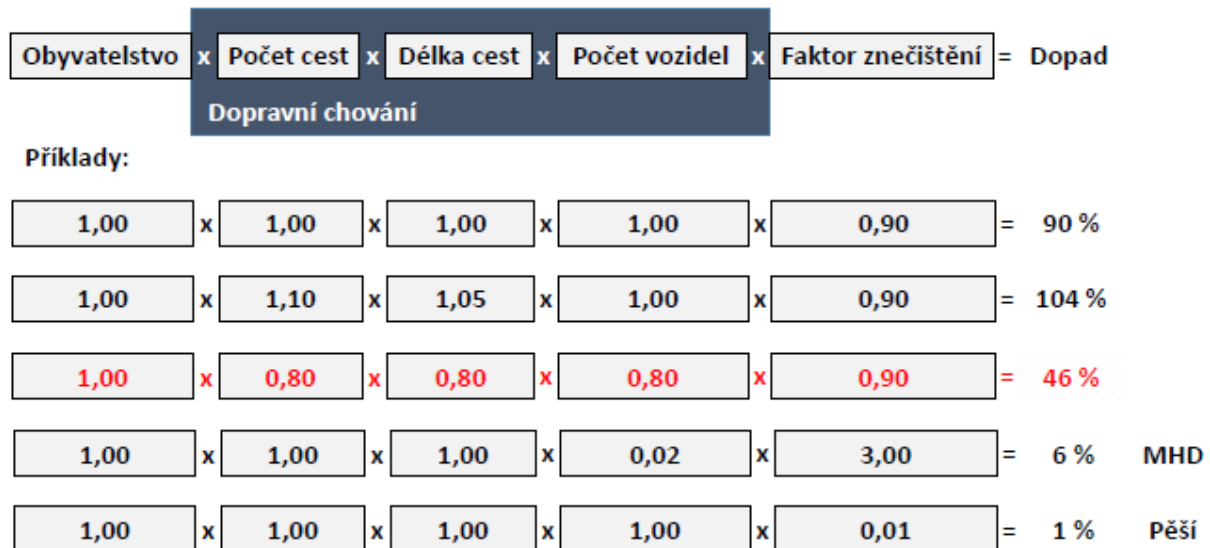 Obyvatelstvo x Počet cest x Délka cest x Počet vozidel x Faktor znečištění = Dopad
Dopravní chování
Příklady:
1,00 x 1,00 x 1,00 x 1,00 x 0,90 = 90 %
1,00 x 1,10 x 1,05 x 1,00 x 0,90 = 104 %
1,00 x 0,80 x 0,80 x 0,80 x 0,90 = 46 %
1,00 x 1,00 x 1,00 x 0,02 x 3,00 = 6 % MHD
1,00 x 1,00 x 1,00 x 1,00 x 0,01 = 1 % Pěší